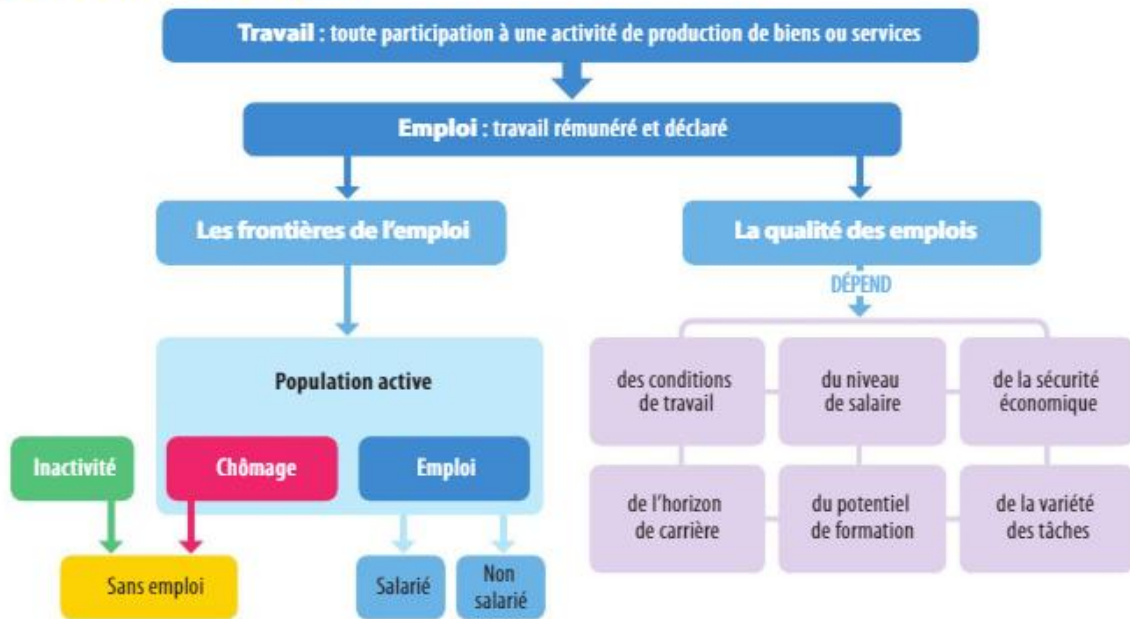 Travail : toute participation à une activité de production de biens ou services
Emploi : travail rémunéré et déclaré
Les frontières de l'emploi
La qualité des emplois
DÉPEND
Population active
Inactivité
Chômage
Emploi
Sans emploi
Salarié
Non
salarié
des conditions
de travail
du niveau
de salaire
de la sécurité
économique
de l'horizon
de carrière
du potentiel
de formation
de la variété
des tâches